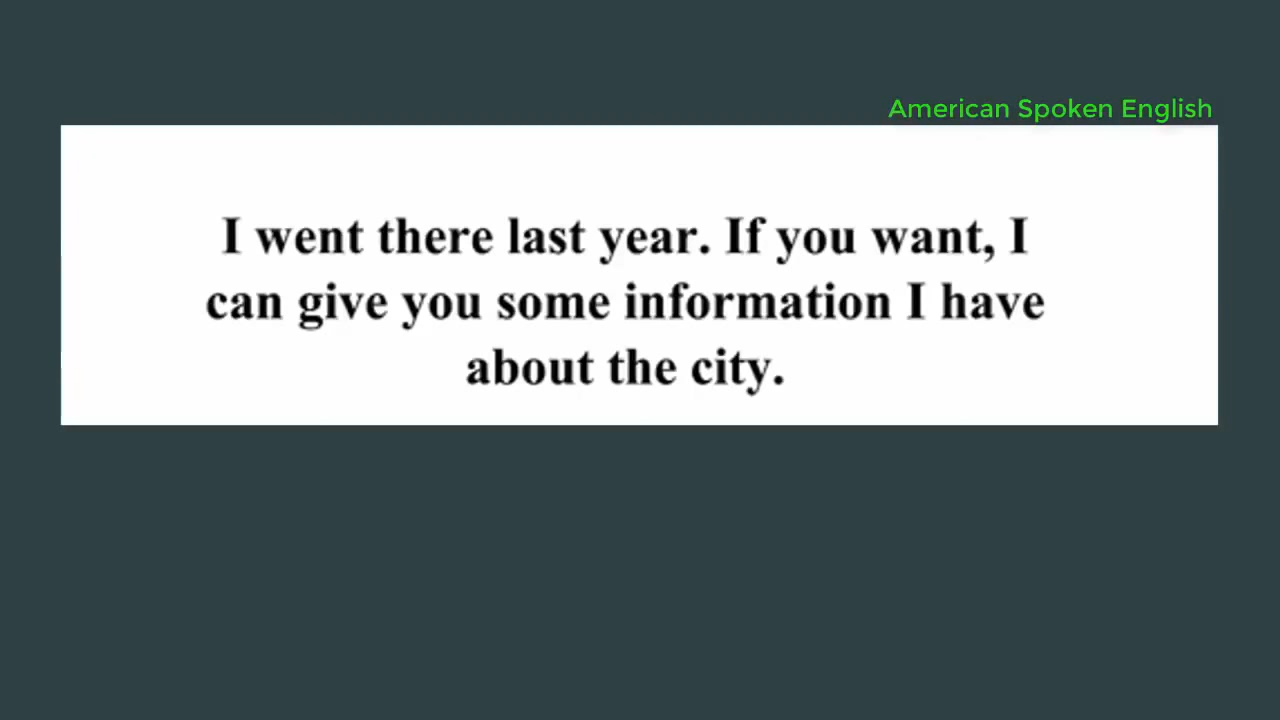 American Spoken English
I went there last year. If you want, I
can give you some information I have
about the city.